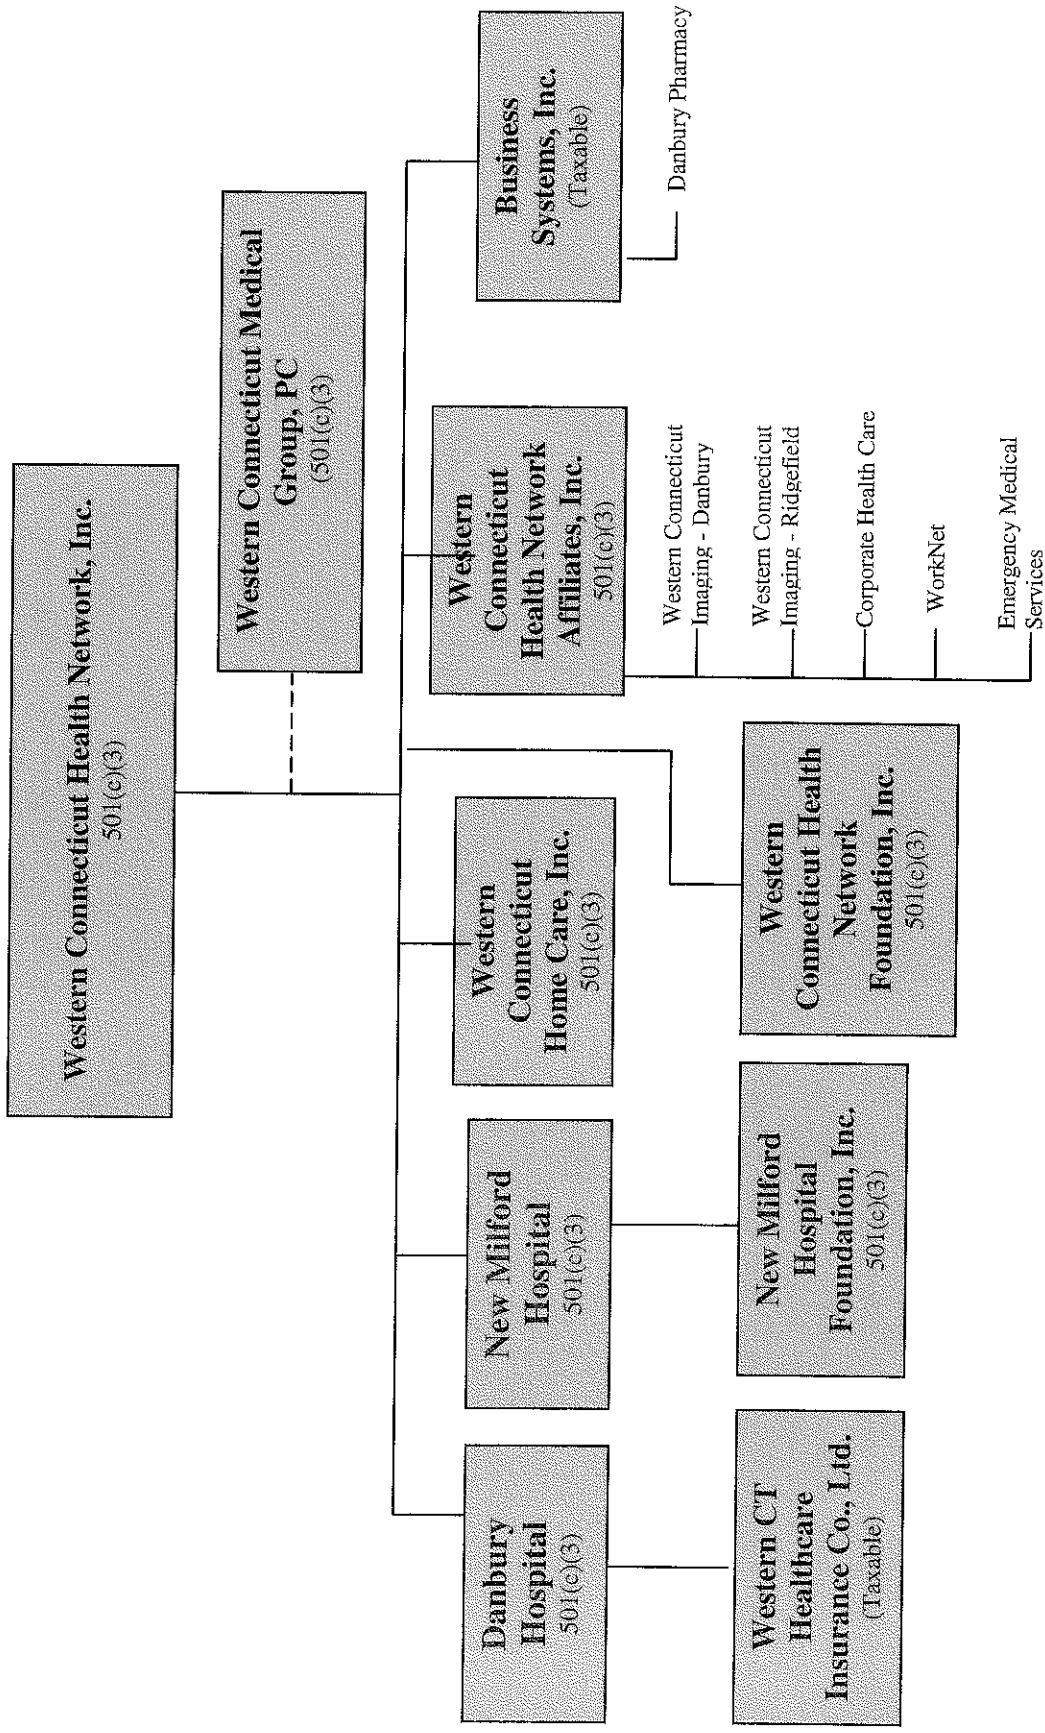 Western Connecticut Health Network, Inc.
501(c)(3)
Western Connecticut Medical
Group, PC
(501(c)(3)
Danbury
Hospital
501(c)(3)
New Milford
Hospital
501(c)(3)
Western
Connecticut
Home Care, Inc.
501(c)(3)
Western
Connecticut
Health Network
Affiliates, Inc.
501(c)(3)
Business
Systems, Inc.
(Taxable)
Western CT
Healthcare
Insurance Co., Ltd.
(Taxable)
New Milford
Hospital
Foundation, Inc.
501(c)(3)
Western
Connecticut Health
Network
Foundation, Inc.
501(c)(3)
Western Connecticut
Imaging - Danbury
Western Connecticut
Imaging - Ridgefield
Corporate Health Care
WorkNet
Emergency Medical
Services
Danbury Pharmacy